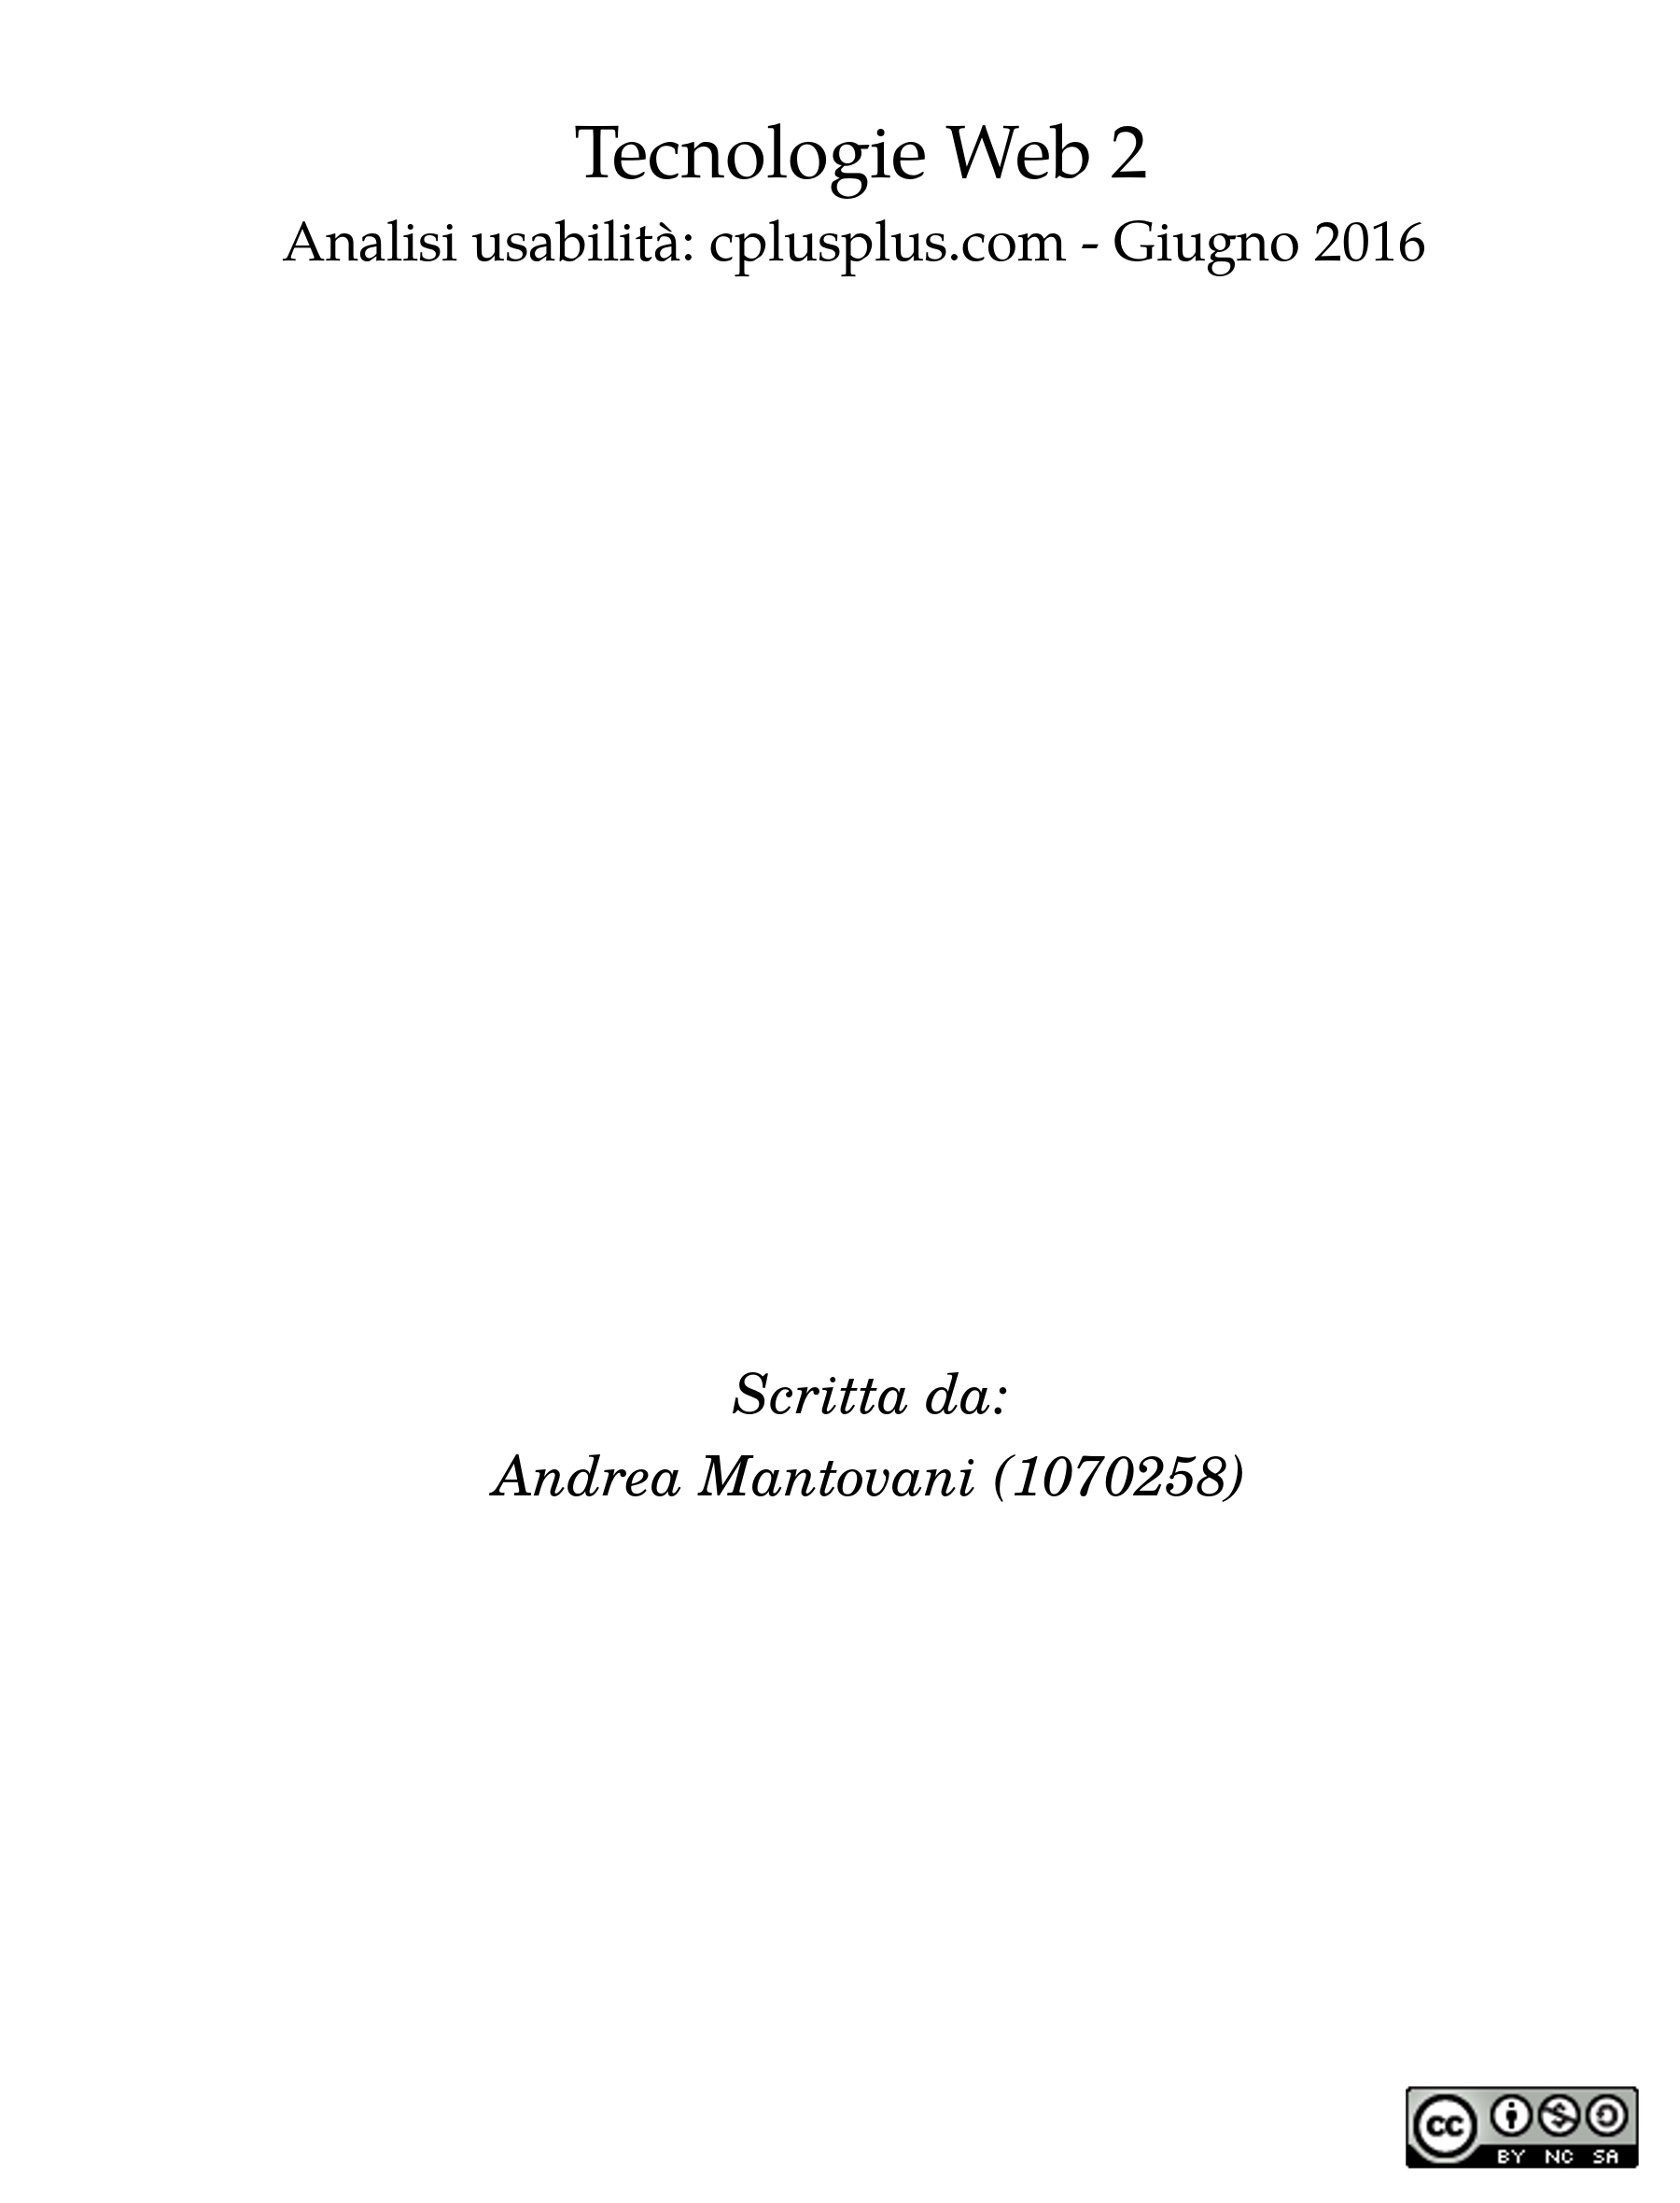 Tecnologie Web 2
Analisi usabilità: cplusplus.com - Giugno 2016
Scritta da:
Andrea Mantovani (1070258)
cc
BY NC SA